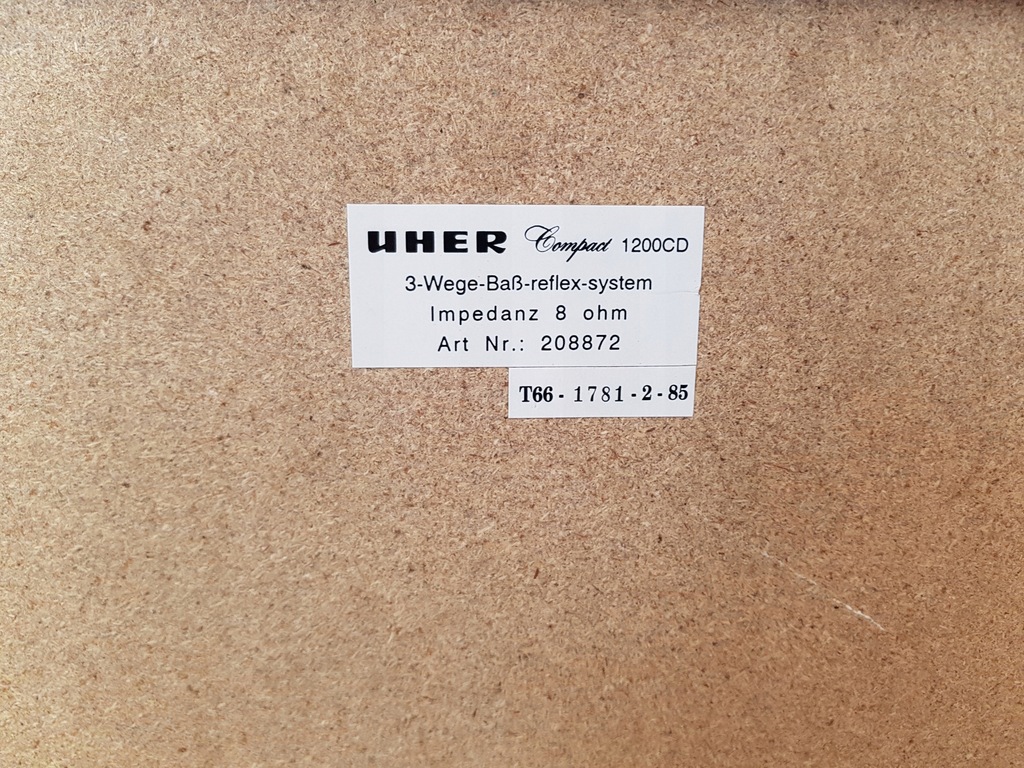 UHER Compact 1200CD
3-Wege-Baß-reflex-system
Impedanz 8 ohm
Art Nr.: 208872
T66 - 1781 - 2 - 85